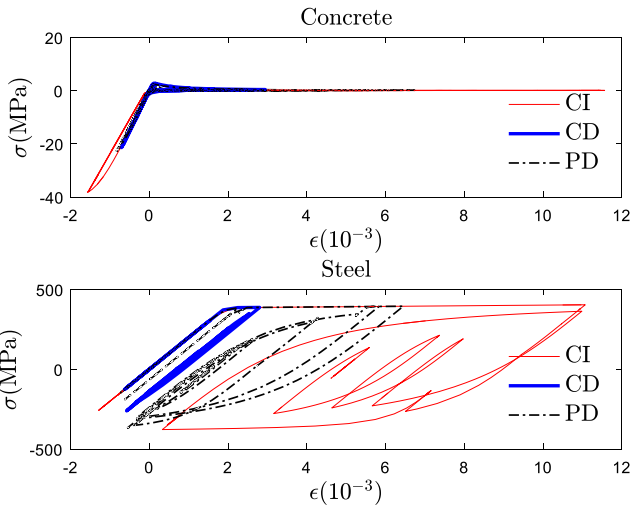 Concrete
20
0
-20
-40
σ(MPa)
CI
CD
PD
-2 0 2 4 6 8 10 12
ϵ(10⁻³)
Steel
500
0
-500
σ(MPa)
CI
CD
PD
-2 0 2 4 6 8 10 12
ϵ(10⁻³)